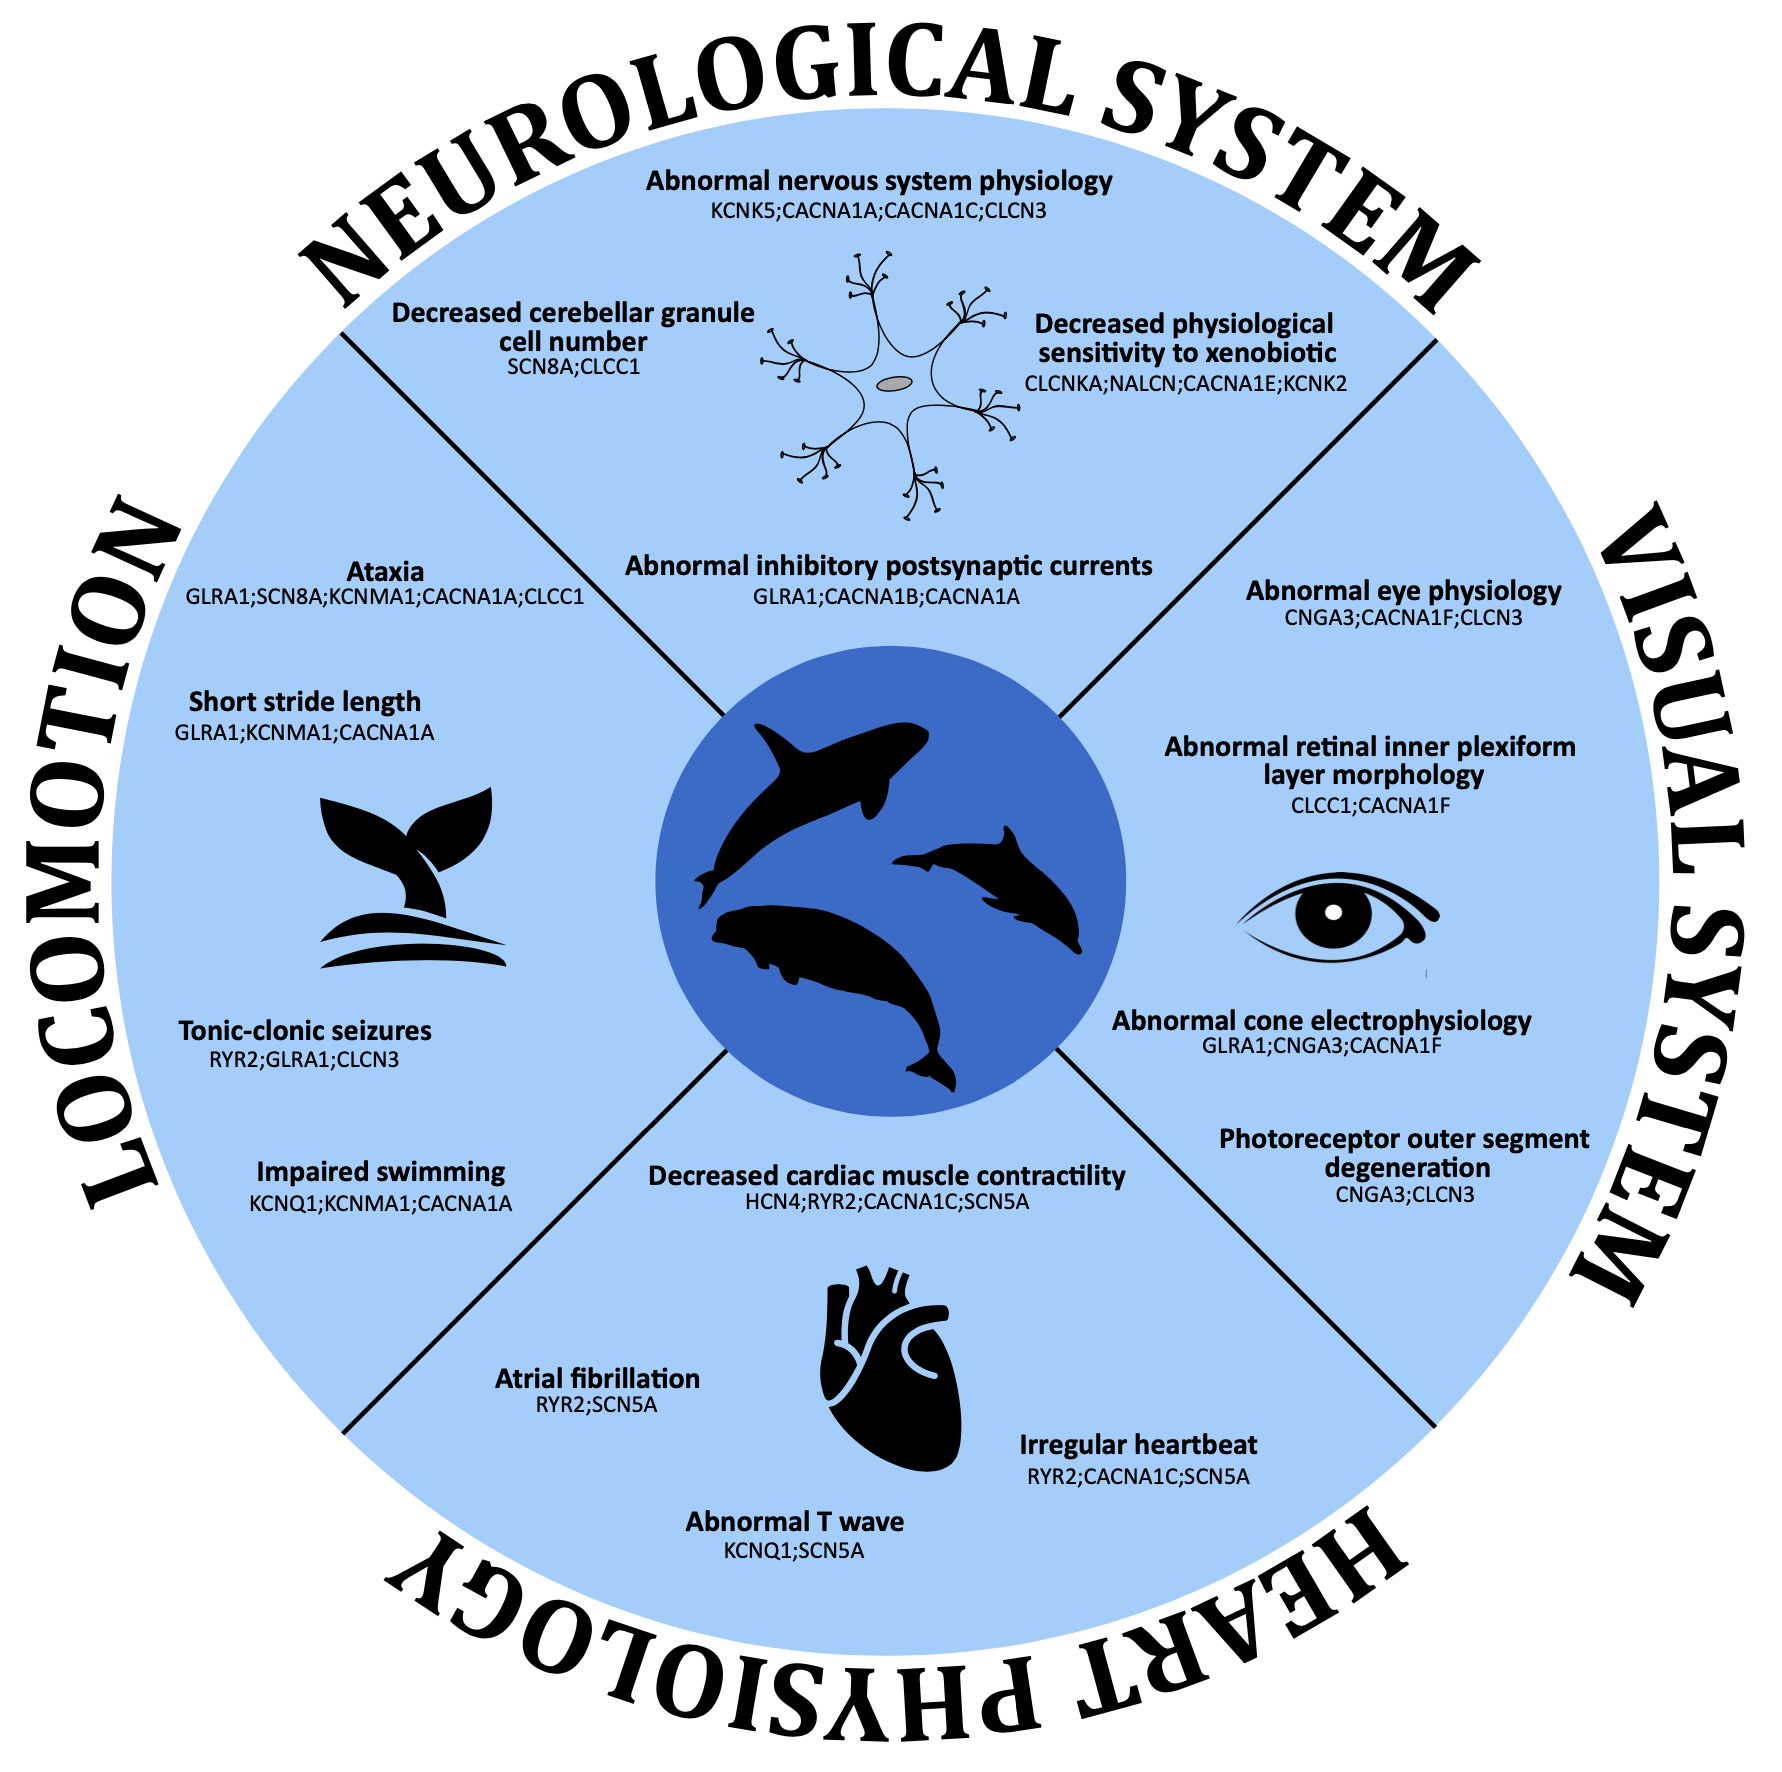 NEUROLOGICAL SYSTEM
Abnormal nervous system physiology
KCNK5;CACNA1A;CACNA1C;CLCN3
Decreased cerebellar granule
cell number
SCN8A;CLCC1
Decreased physiological
sensitivity to xenobiotic
CLCNKA;NALCN;CACNA1E;KCNK2
Abnormal inhibitory postsynaptic currents
GLRA1;CACNA1B;CACNA1A
VISUAL SYSTEM
Abnormal eye physiology
CNGA3;CACNA1F;CLCN3
Abnormal retinal inner plexiform
layer morphology
CLCC1;CACNA1F
Abnormal cone electrophysiology
GLRA1;CNGA3;CACNA1F
Photoreceptor outer segment
degeneration
CNGA3;CLCN3
HEART PHYSIOLOGY
Decreased cardiac muscle contractility
HCN4;RYR2;CACNA1C;SCN5A
Atrial fibrillation
RYR2;SCN5A
Irregular heartbeat
RYR2;CACNA1C;SCN5A
Abnormal T wave
KCNQ1;SCN5A
LOCOMOTION
Ataxia
GLRA1;SCN8A;KCNMA1;CACNA1A;CLCC1
Short stride length
GLRA1;KCNMA1;CACNA1A
Tonic-clonic seizures
RYR2;GLRA1;CLCN3
Impaired swimming
KCNQ1;KCNMA1;CACNA1A